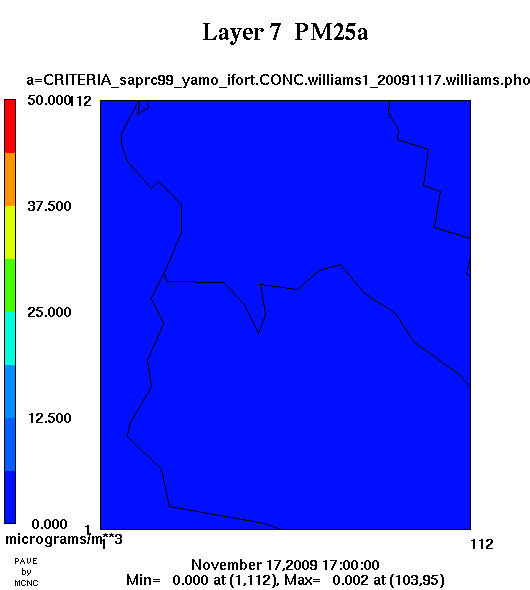 Layer 7 PM25a
a=CRITERIA_saprc99_yamo_ifort.CONC.williams1_20091117.williams.pho
50.000
112
37.500
25.000
12.500
0.000
1
micrograms/m**3
1
112
PAVE
by
MCNC
November 17,2009 17:00:00
Min= 0.000 at (1,112), Max= 0.002 at (103,95)